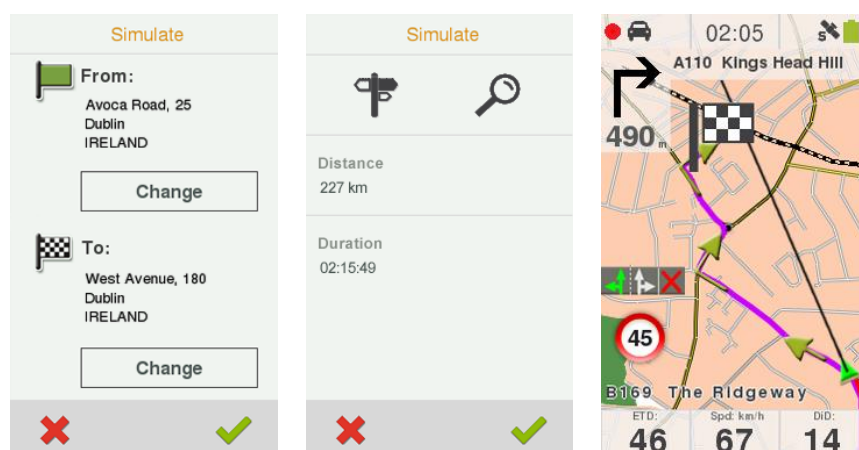 Simulate
From:
Avoca Road, 25
Dublin
IRELAND
Change
To:
West Avenue, 180
Dublin
IRELAND
Change
Simulate
Distance
227 km
Duration
02:15:49
02:05
S
A110 Kings Head Hill
490 m
45
B169 The Ridgeway
ETD: Spd: km/h DiD:
46 67 14